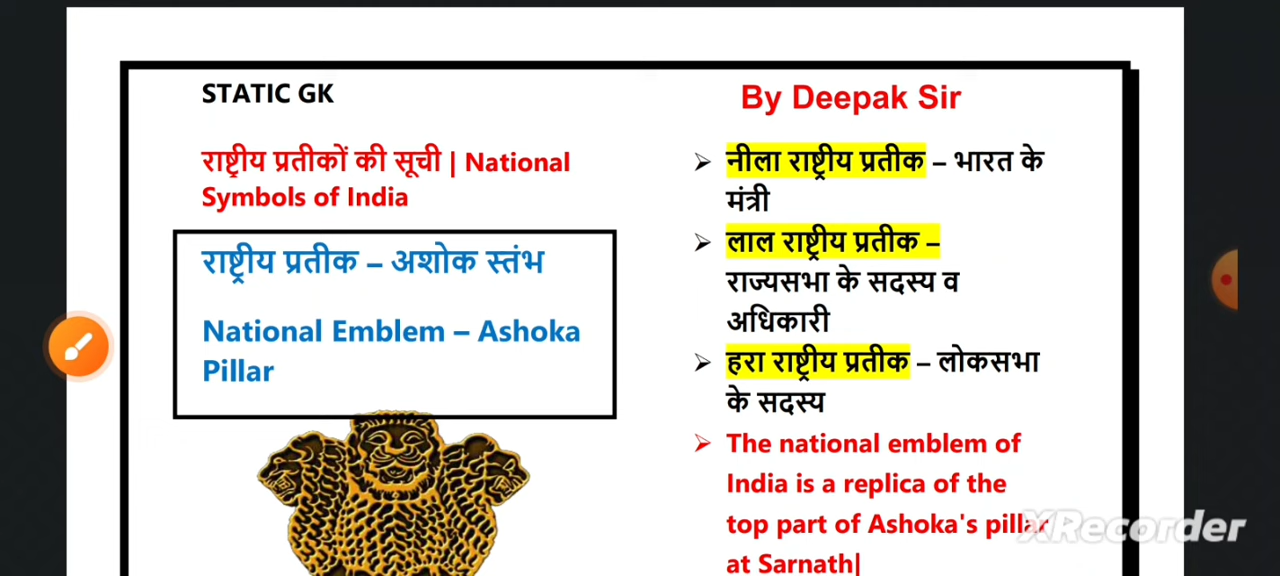 STATIC GK
राष्ट्रीय प्रतीकों की सूची | National
Symbols of India
राष्ट्रीय प्रतीक – अशोक स्तंभ
National Emblem – Ashoka
Pillar
By Deepak Sir
➢ नीला राष्ट्रीय प्रतीक – भारत के
मंत्री
➢ लाल राष्ट्रीय प्रतीक –
राज्यसभा के सदस्य व
अधिकारी
➢ हरा राष्ट्रीय प्रतीक – लोकसभा
के सदस्य
➢ The national emblem of
India is a replica of the
top part of Ashoka's pillar
at Sarnath|
XRecorder